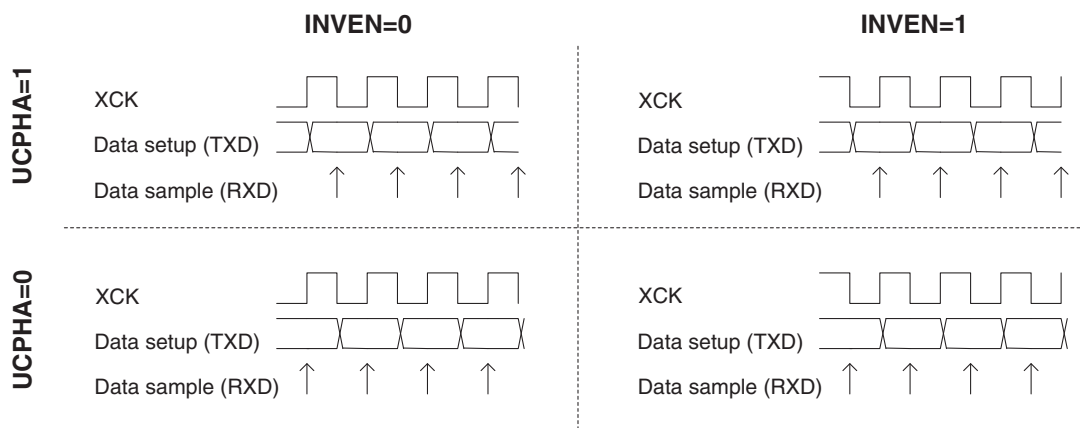 INVEN=0
INVEN=1
UCPHA=1
XCK
Data setup (TXD)
Data sample (RXD)
XCK
Data setup (TXD)
Data sample (RXD)
UCPHA=0
XCK
Data setup (TXD)
Data sample (RXD)
XCK
Data setup (TXD)
Data sample (RXD)